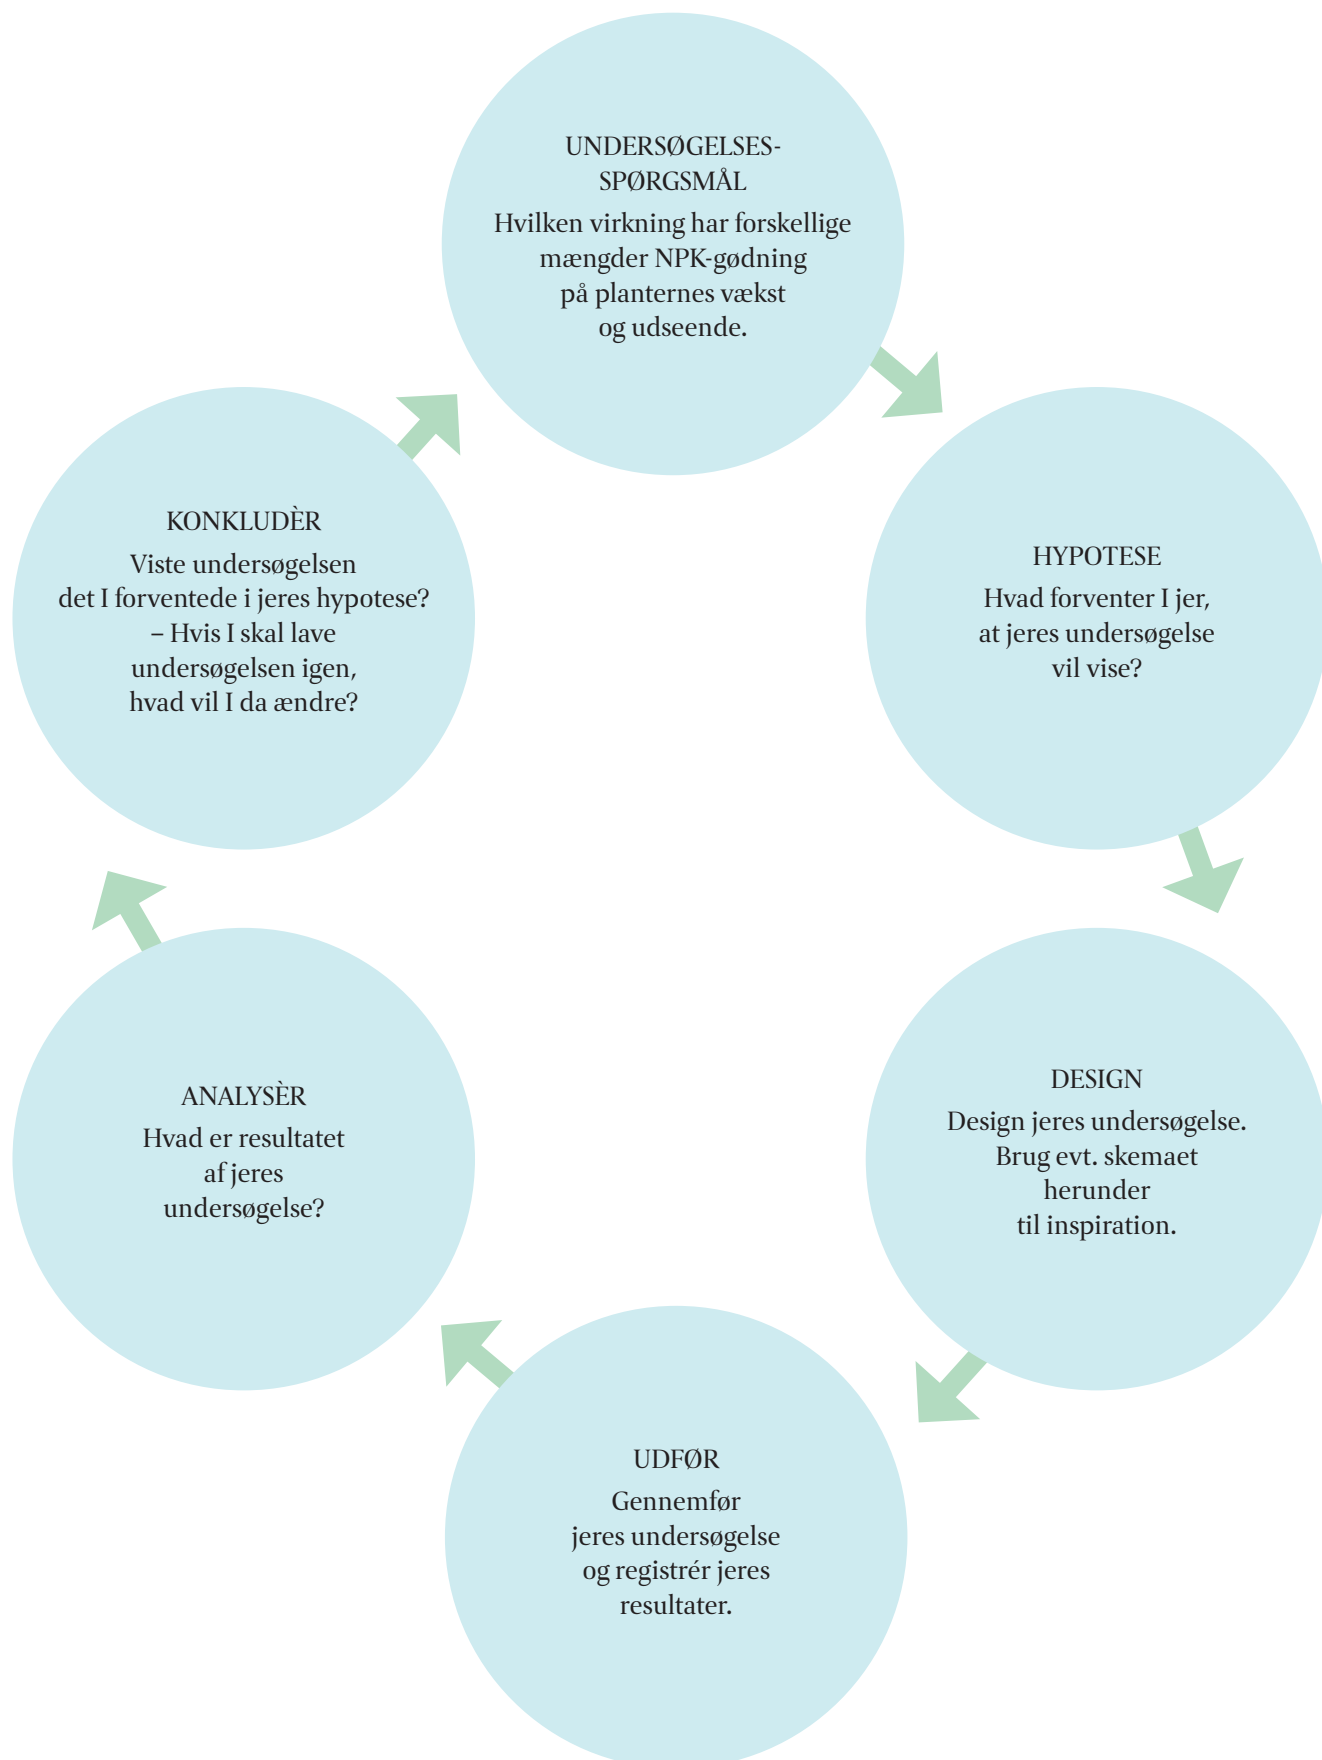 UNDERSØGELSES-
SPØRGSMÅL
Hvilken virkning har forskellige
mængder NPK-gødning
på planternes vækst
og udseende.
HYPOTESE
Hvad forventer I jer,
at jeres undersøgelse
vil vise?
DESIGN
Design jeres undersøgelse.
Brug evt. skemaet
herunder
til inspiration.
UDFØR
Gennemfør
jeres undersøgelse
og registrér jeres
resultater.
ANALYSÈR
Hvad er resultatet
af jeres
undersøgelse?
KONKLUDÈR
Viste undersøgelsen
det I forventede i jeres hypotese?
– Hvis I skal lave
undersøgelsen igen,
hvad vil I da ændre?